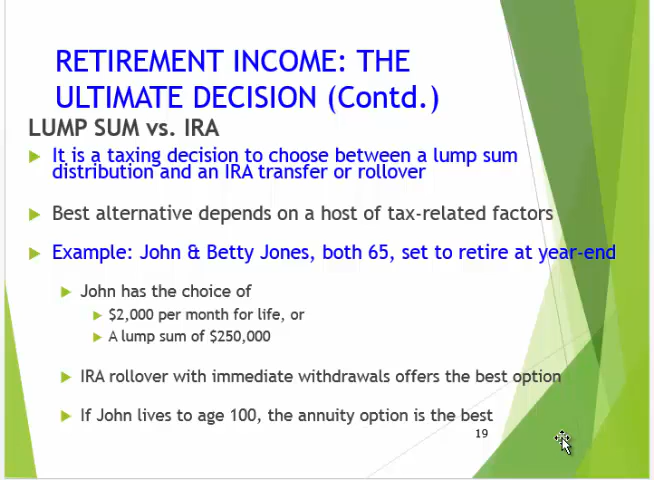 RETIREMENT INCOME: THE
ULTIMATE DECISION (Contd.)
LUMP SUM vs. IRA
It is a taxing decision to choose between a lump sum
distribution and an IRA transfer or rollover
Best alternative depends on a host of tax-related factors
Example: John & Betty Jones, both 65, set to retire at year-end
John has the choice of
$2,000 per month for life, or
A lump sum of $250,000
IRA rollover with immediate withdrawals offers the best option
If John lives to age 100, the annuity option is the best
19